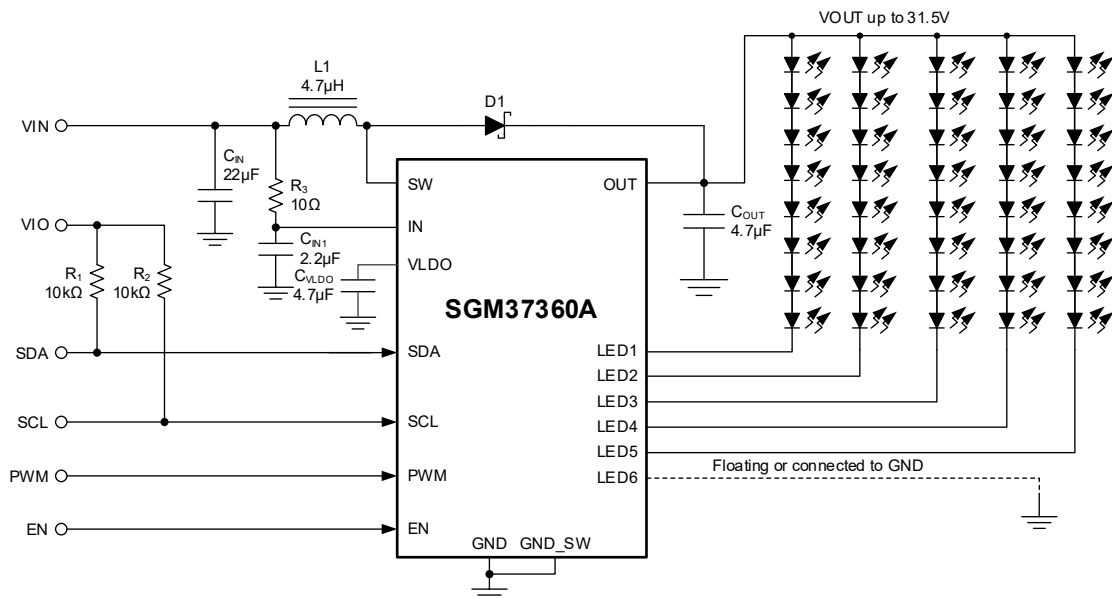 VOUT up to 31.5V
L1
4.7µH
D1
VIN
C_IN
22µF
R_3
10Ω
SW
OUT
VIO
IN
C_OUT
4.7µF
C_IN1
2.2µF
R_1
10kΩ
R_2
10kΩ
VLDO
C_VLDO
4.7µF
SGM37360A
SDA
SDA
LED1
LED2
LED3
SCL
SCL
LED4
LED5
Floating or connected to GND
PWM
PWM
LED6
EN
EN
GND
GND_SW